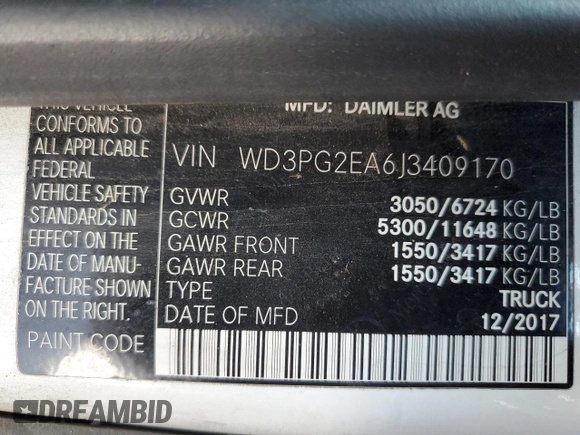 MFD: DAIMLER AG
THIS VEHICLE
CONFORMS TO
ALL APPLICABLE
FEDERAL
VEHICLE SAFETY
STANDARDS IN
EFFECT ON THE
DATE OF MANU-
FACTURE SHOWN
ON THE RIGHT.
PAINT CODE
VIN WD3PG2EA6J3409170
GVWR 3050/6724 KG/LB
GCWR 5300/11648 KG/LB
GAWR FRONT 1550/3417 KG/LB
GAWR REAR 1550/3417 KG/LB
TYPE TRUCK
DATE OF MFD 12/2017
DREAMBID